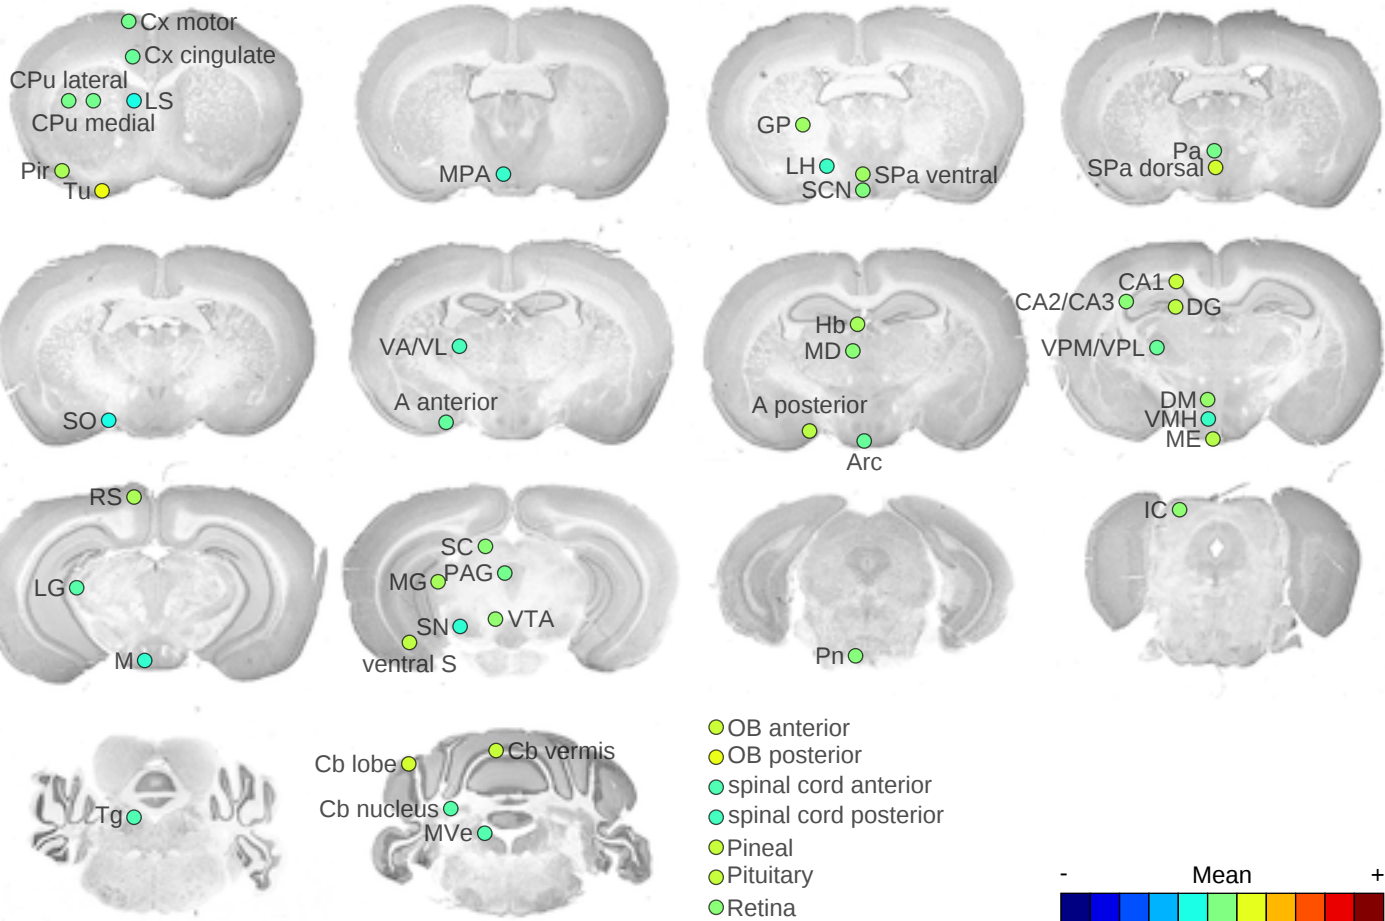 Cx motor
Cx cingulate
CPu lateral
LS
CPu medial
Pir
Tu
MPA
GP
LH
SPa ventral
SCN
Pa
SPa dorsal
SO
VA/VL
A anterior
Hb
MD
A posterior
Arc
CA1
CA2/CA3
DG
VPM/VPL
DM
VMH
ME
RS
LG
M
SC
MG
PAG
SN
VTA
ventral S
Pn
IC
Tg
Cb lobe
Cb vermis
Cb nucleus
MVe
OB anterior
OB posterior
spinal cord anterior
spinal cord posterior
Pineal
Pituitary
Retina
- Mean +